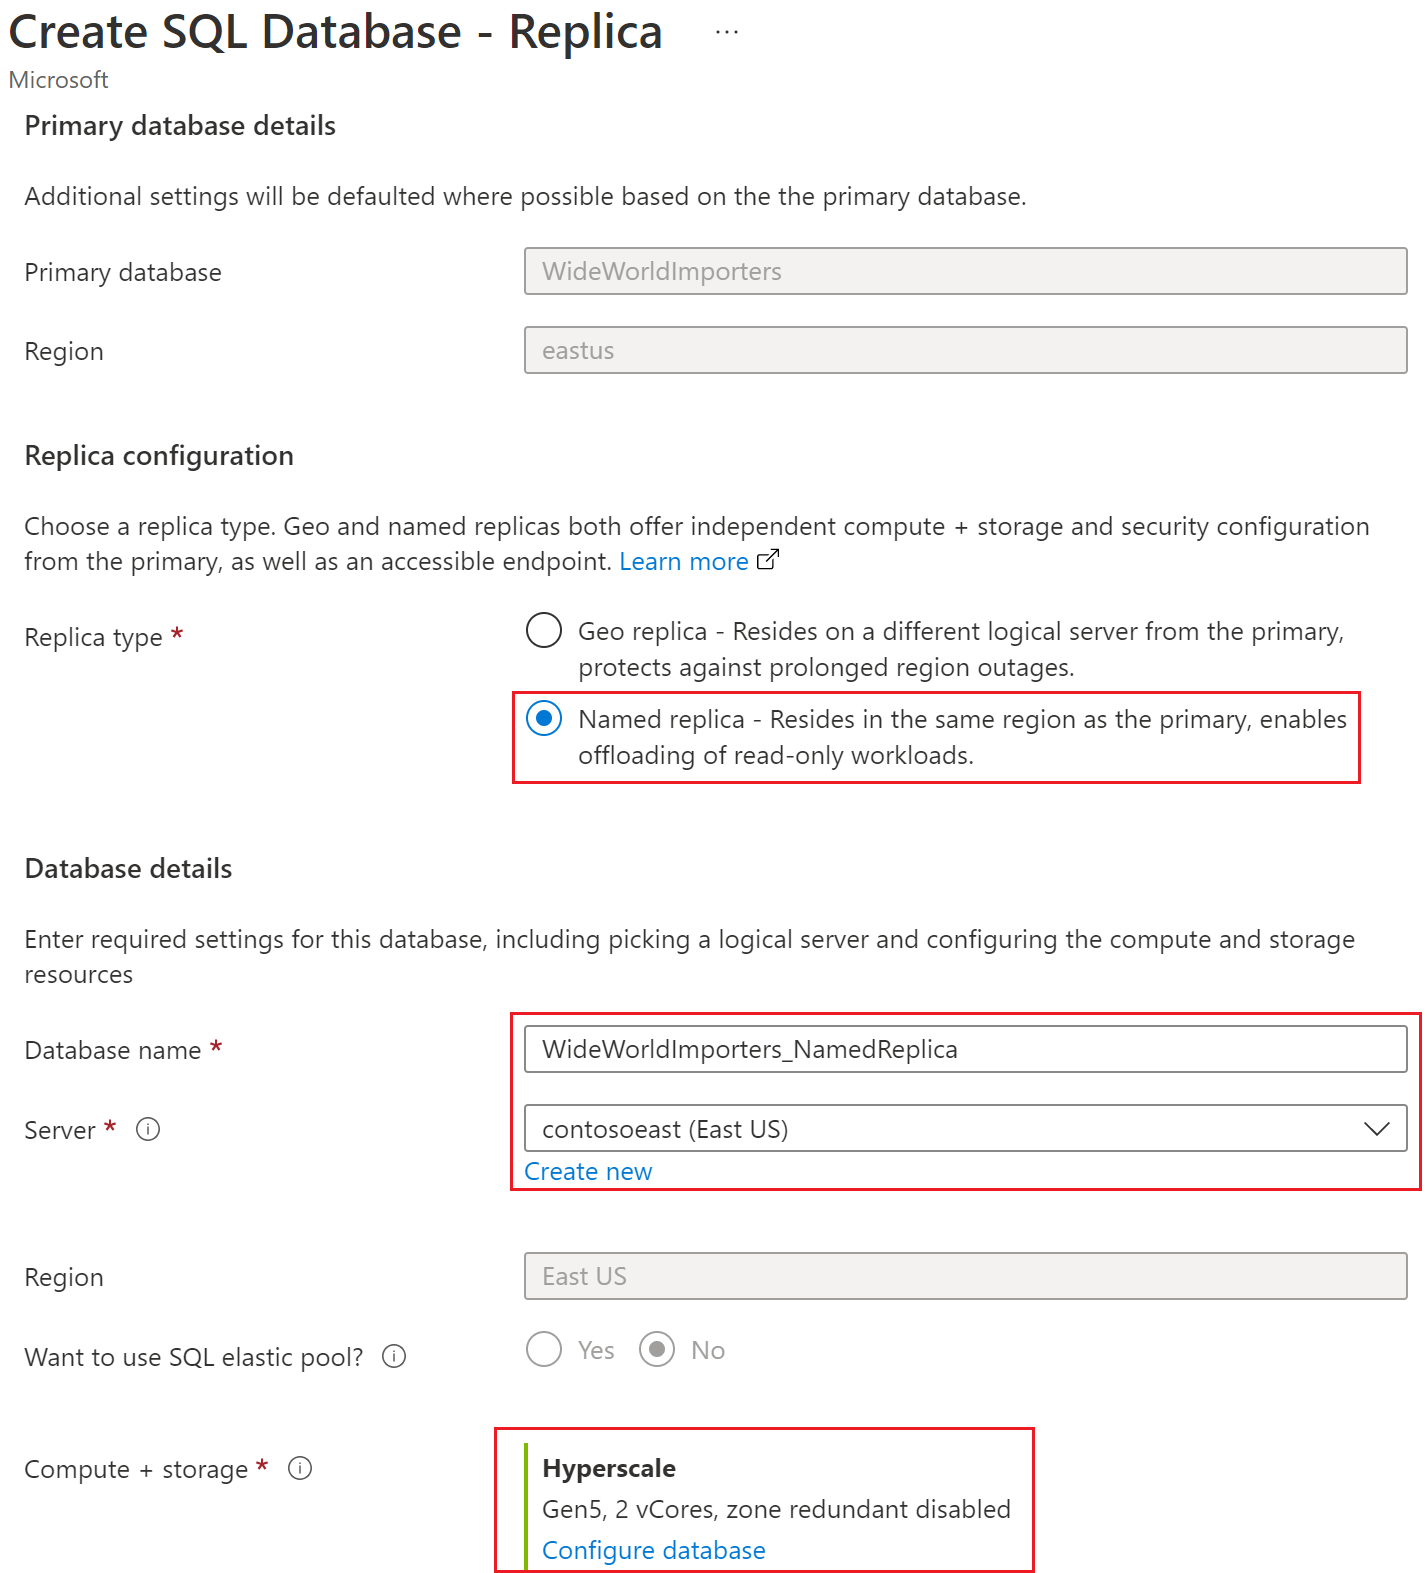 Create SQL Database - Replica ...
Microsoft
Primary database details
Additional settings will be defaulted where possible based on the the primary database.
Primary database
WideWorldImporters
Region
eastus
Replica configuration
Choose a replica type. Geo and named replicas both offer independent compute + storage and security configuration
from the primary, as well as an accessible endpoint. Learn more
Replica type *
Geo replica - Resides on a different logical server from the primary,
protects against prolonged region outages.
Named replica - Resides in the same region as the primary, enables
offloading of read-only workloads.
Database details
Enter required settings for this database, including picking a logical server and configuring the compute and storage
resources
Database name *
WideWorldImporters_NamedReplica
Server *
contosoeast (East US)
Create new
Region
East US
Want to use SQL elastic pool?
Yes No
Compute + storage *
Hyperscale
Gen5, 2 vCores, zone redundant disabled
Configure database